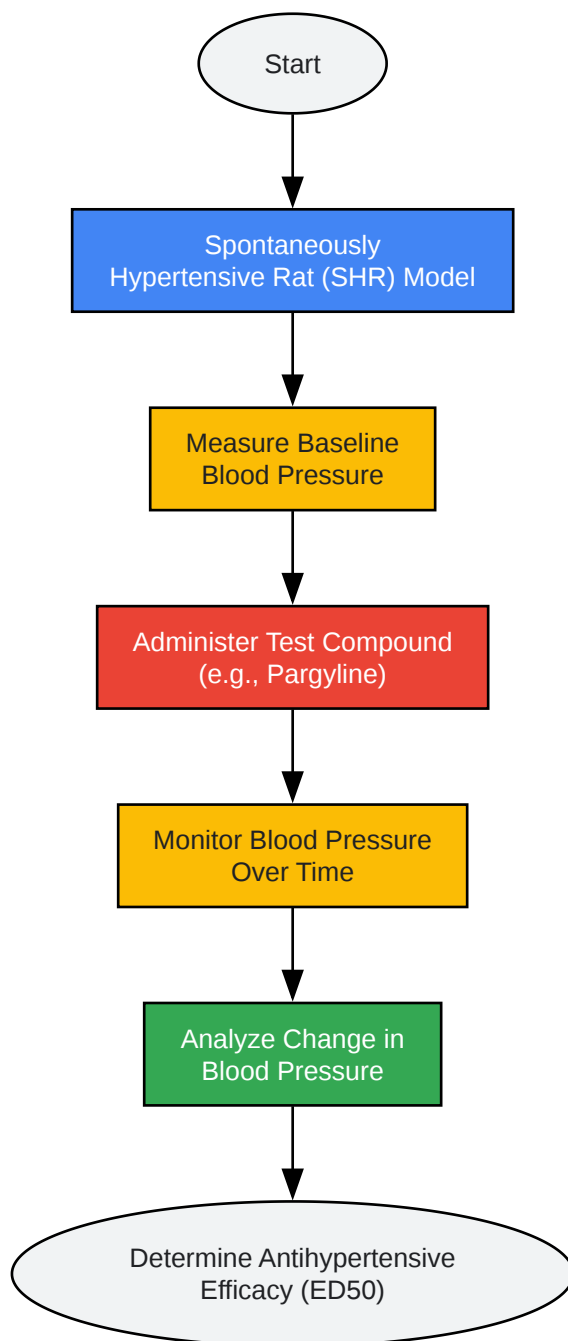 Start
Spontaneously
Hypertensive Rat (SHR) Model
Measure Baseline
Blood Pressure
Administer Test Compound
(e.g., Pargyline)
Monitor Blood Pressure
Over Time
Analyze Change in
Blood Pressure
Determine Antihypertensive
Efficacy (ED50)